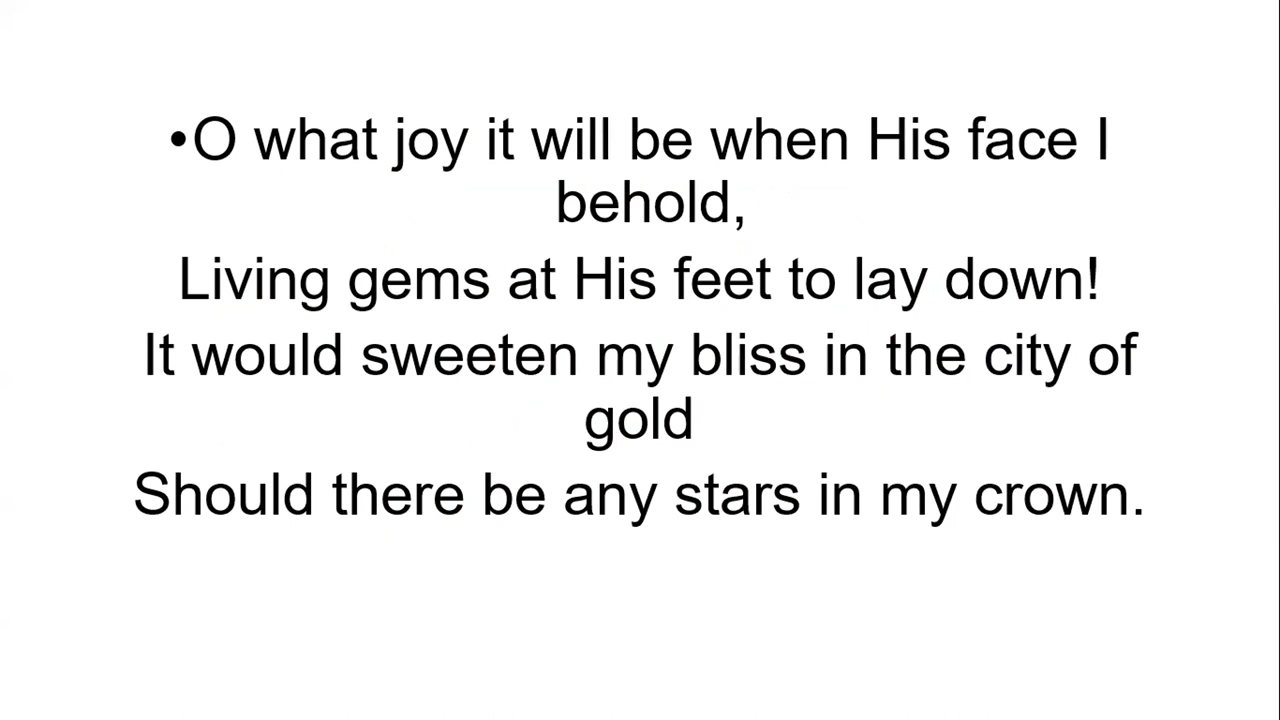 •O what joy it will be when His face I
behold,
Living gems at His feet to lay down!
It would sweeten my bliss in the city of
gold
Should there be any stars in my crown.